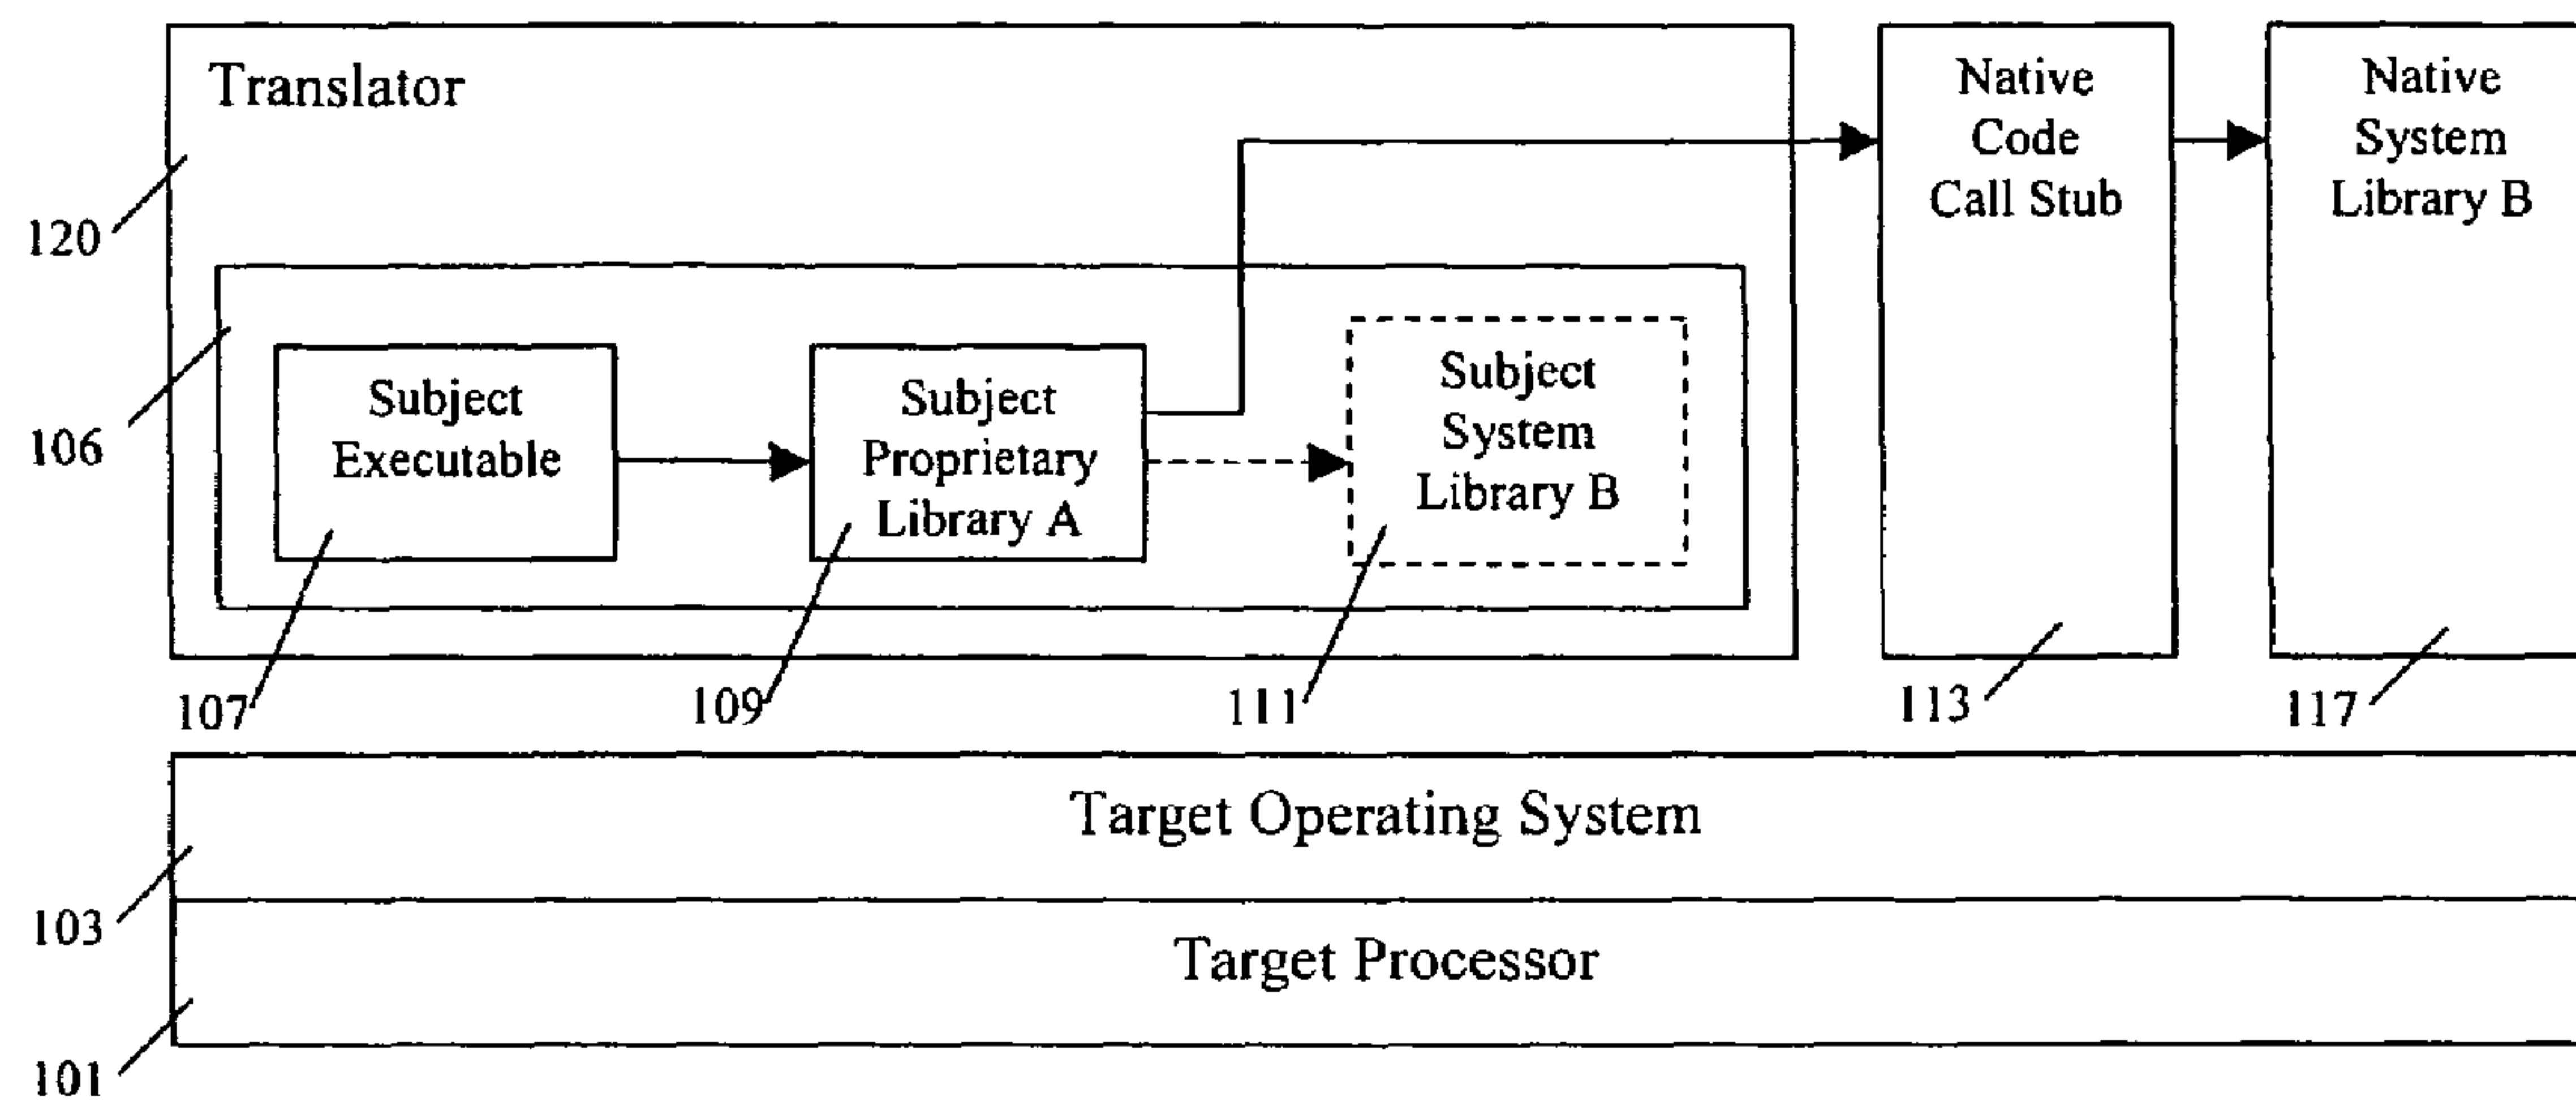 Translator
Native
Code
Call Stub
Native
System
Library B
120
106
Subject
Executable
Subject
Proprietary
Library A
Subject
System
Library B
107
109
111
113
117
Target Operating System
103
Target Processor
101